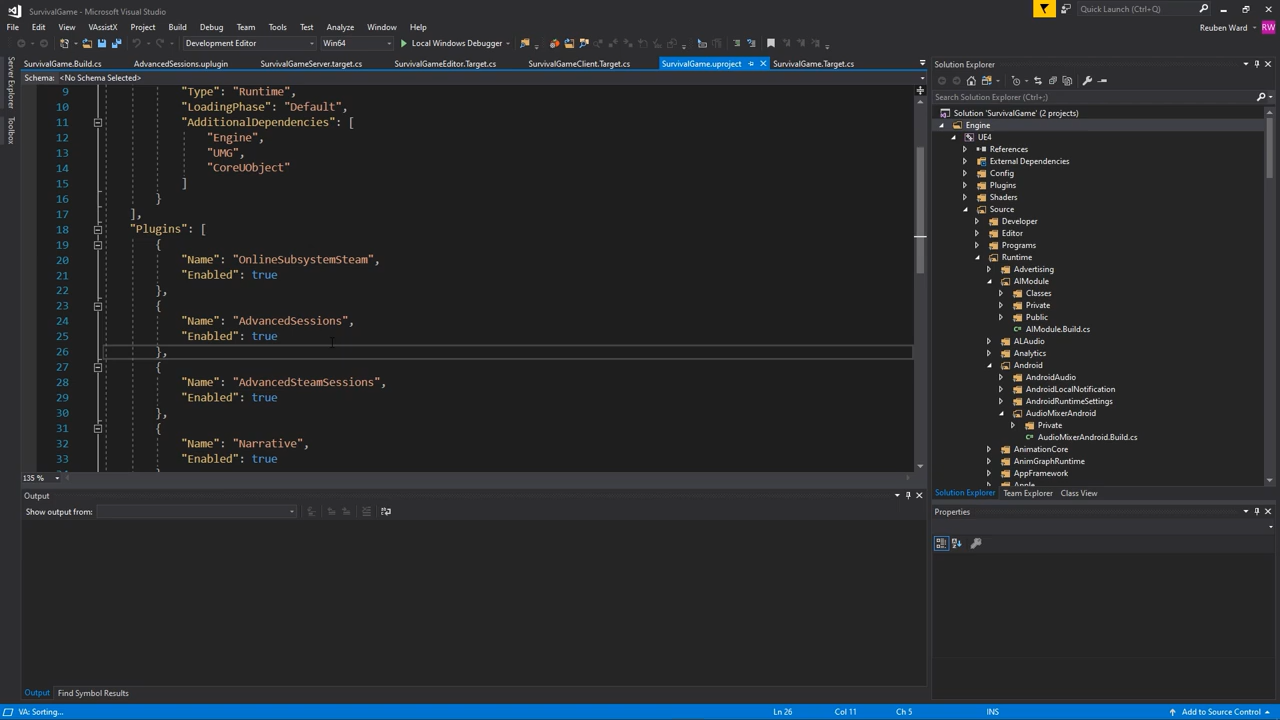 SurvivalGame - Microsoft Visual Studio
Quick Launch (Ctrl+;)
File Edit View VAssistX Project Build Debug Team Tools Test Analyze Window Help
Reuben Ward RW
Development Editor Win64 Local Windows Debugger
SurvivalGame.Build.cs AdvancedSessions.uplugin SurvivalGameServer.target.cs SurvivalGameEditor.Target.cs SurvivalGameClient.Target.cs SurvivalGame.uproject SurvivalGame.Target.cs
Schema: <No Schema Selected>
Server Explorer
Toolbox
9 "Type": "Runtime",
10 "LoadingPhase": "Default",
11 "AdditionalDependencies": [
12 "Engine",
13 "UMG",
14 "CoreUObject"
15 ]
16 }
17 ],
18 "Plugins": [
19 {
20 "Name": "OnlineSubsystemSteam",
21 "Enabled": true
22 },
23 {
24 "Name": "AdvancedSessions",
25 "Enabled": true
26 },
27 {
28 "Name": "AdvancedSteamSessions",
29 "Enabled": true
30 },
31 {
32 "Name": "Narrative",
33 "Enabled": true
135 %
Output
Show output from:
Output Find Symbol Results
Solution Explorer
Search Solution Explorer (Ctrl+;)
Solution 'SurvivalGame' (2 projects)
Engine
UE4
References
External Dependencies
Config
Plugins
Shaders
Source
Developer
Editor
Programs
Runtime
Advertising
AIModule
Classes
Private
Public
AIModule.Build.cs
ALAudio
Analytics
Android
AndroidAudio
AndroidLocalNotification
AndroidRuntimeSettings
AudioMixerAndroid
Private
AudioMixerAndroid.Build.cs
AnimationCore
AnimGraphRuntime
AppFramework
Apple
Solution Explorer Team Explorer Class View
Properties
VA: Sorting... Ln 26 Col 11 Ch 5 INS Add to Source Control